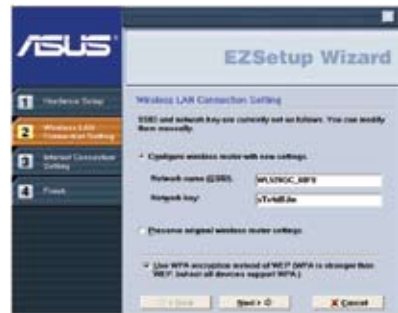 ASUS
EZSetup Wizard
1 Hardware Setup
2 Wireless LAN
Connection Setting
3 Internet Connection
Setting
4 Finish
Wireless LAN Connection Setting
SSID and network key are currently set as follows. You can modify
them manually.
Configure wireless router with new settings.
Network name (SSID):
Network key:
Preserve original wireless router settings.
Use WPA encryption instead of WEP (WPA is stronger than
WEP, but not all devices support WPA.)
Next >
Cancel